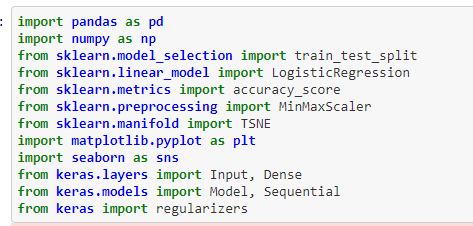 :
import pandas as pd
import numpy as np
from sklearn.model_selection import train_test_split
from sklearn.linear_model import LogisticRegression
from sklearn.metrics import accuracy_score
from sklearn.preprocessing import MinMaxScaler
from sklearn.manifold import TSNE
import matplotlib.pyplot as plt
import seaborn as sns
from keras.layers import Input, Dense
from keras.models import Model, Sequential
from keras import regularizers